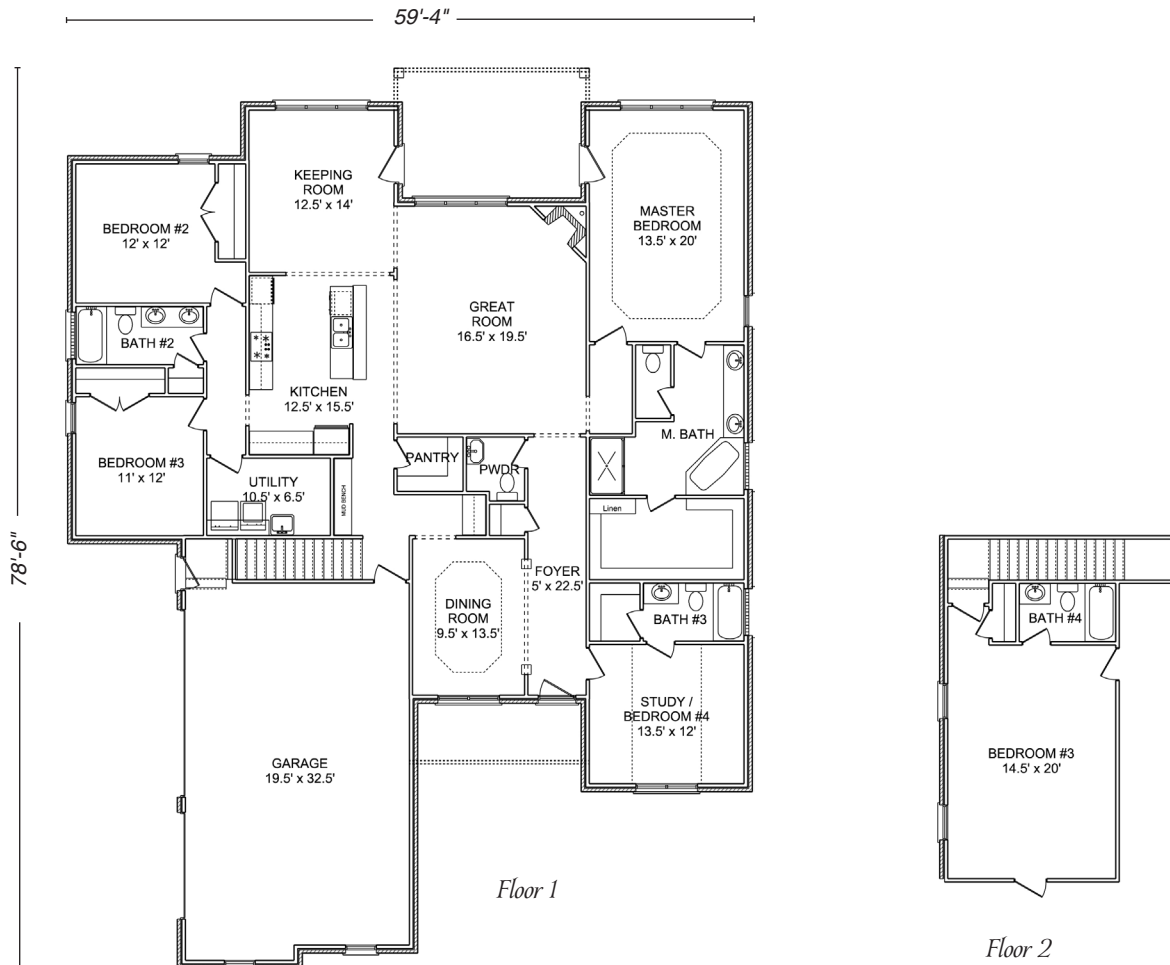 59'-4"
78'-6"
KEEPING
ROOM
12.5' x 14'
MASTER
BEDROOM
13.5' x 20'
BEDROOM #2
12' x 12'
GREAT
ROOM
16.5' x 19.5'
BATH #2
KITCHEN
12.5' x 15.5'
M. BATH
BEDROOM #3
11' x 12'
PANTRY
PWDR
UTILITY
10.5' x 6.5'
MUD BENCH
Linen
FOYER
5' x 22.5'
DINING
ROOM
9.5' x 13.5'
BATH #3
STUDY /
BEDROOM #4
13.5' x 12'
GARAGE
19.5' x 32.5'
Floor 1
BATH #4
BEDROOM #3
14.5' x 20'
Floor 2